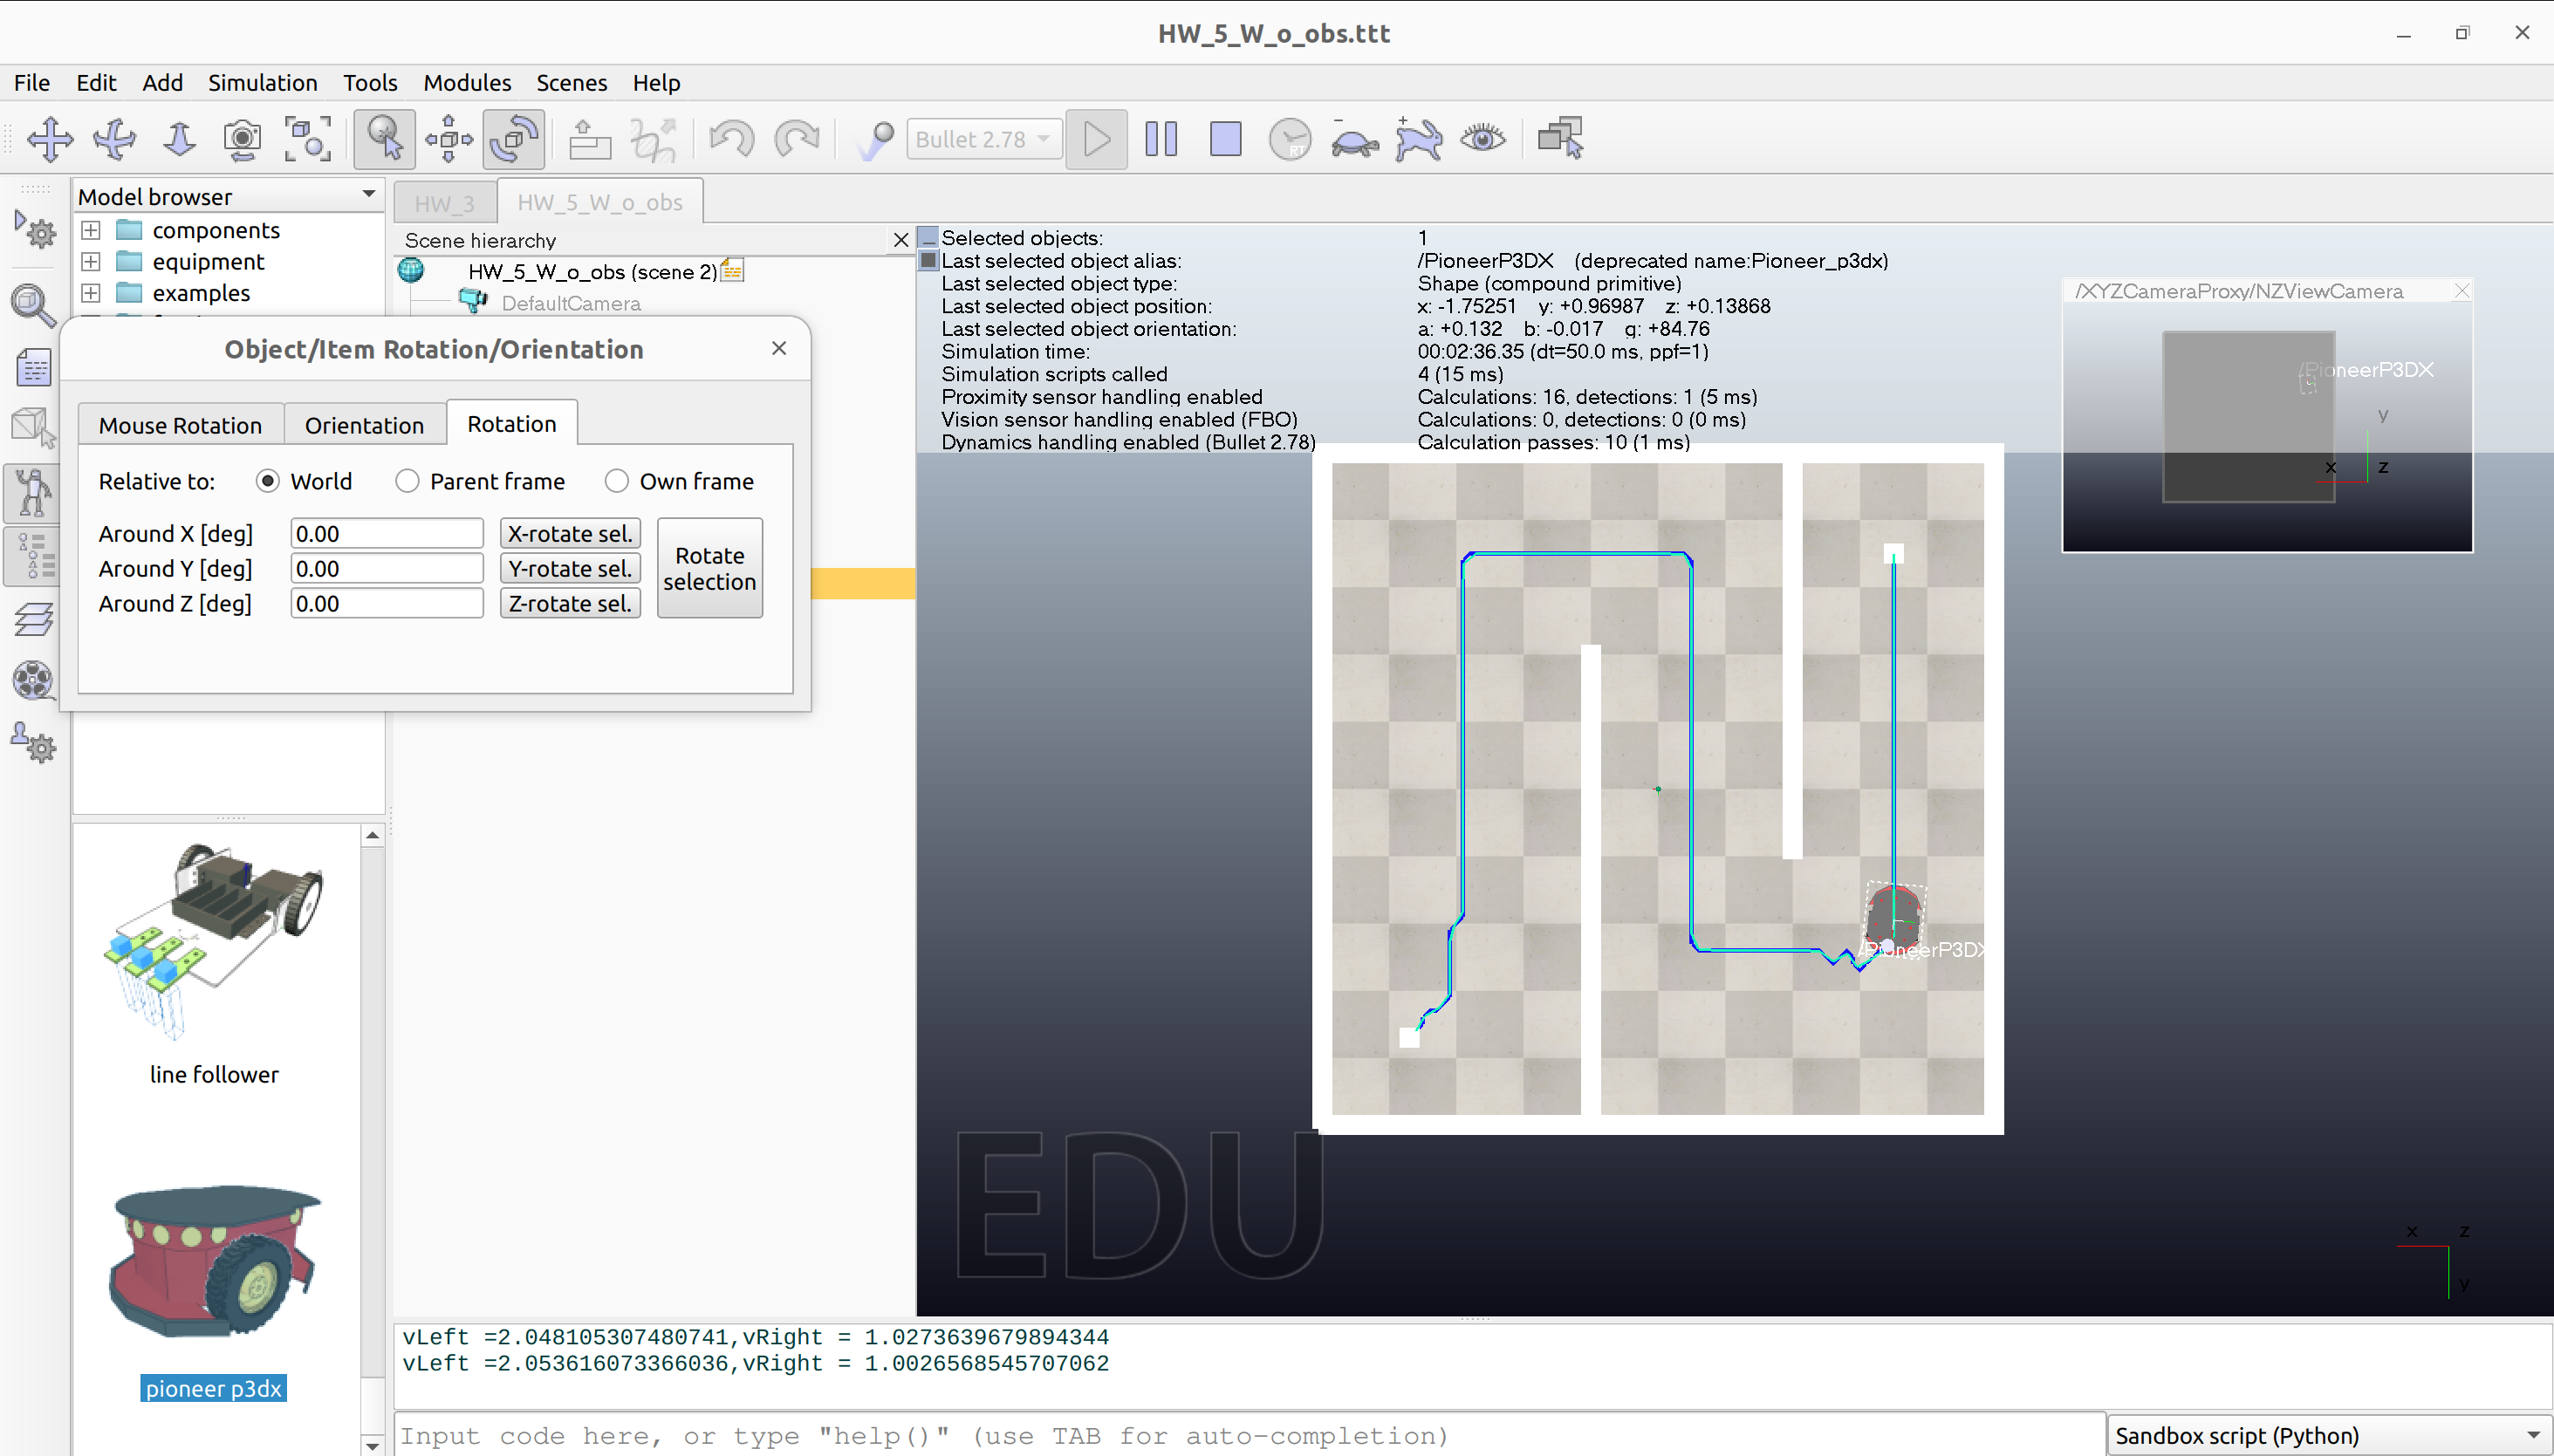 HW_5_W_o_obs.ttt
File Edit Add Simulation Tools Modules Scenes Help
Bullet 2.78
RT
Model browser
HW_3 HW_5_W_o_obs
components
equipment
examples
Scene hierarchy
HW_5_W_o_obs (scene 2)
DefaultCamera
Object/Item Rotation/Orientation
Mouse Rotation Orientation Rotation
Relative to: World Parent frame Own frame
Around X [deg] 0.00 X-rotate sel.
Around Y [deg] 0.00 Y-rotate sel.
Around Z [deg] 0.00 Z-rotate sel.
Rotate selection
Selected objects: 1
Last selected object alias: /PioneerP3DX (deprecated name:Pioneer_p3dx)
Last selected object type: Shape (compound primitive)
Last selected object position: x: -1.75251 y: +0.96987 z: +0.13868
Last selected object orientation: a: +0.132 b: -0.017 g: +84.76
Simulation time: 00:02:36.35 (dt=50.0 ms, ppf=1)
Simulation scripts called 4 (15 ms)
Proximity sensor handling enabled Calculations: 16, detections: 1 (5 ms)
Vision sensor handling enabled (FBO) Calculations: 0, detections: 0 (0 ms)
Dynamics handling enabled (Bullet 2.78) Calculation passes: 10 (1 ms)
/XYZCameraProxy/NZViewCamera
/PioneerP3DX
y
x z
/PioneerP3DX
x z
y
EDU
line follower
pioneer p3dx
vLeft =2.048105307480741,vRight = 1.0273639679894344
vLeft =2.053616073366036,vRight = 1.0026568545707062
Input code here, or type "help()" (use TAB for auto-completion)
Sandbox script (Python)